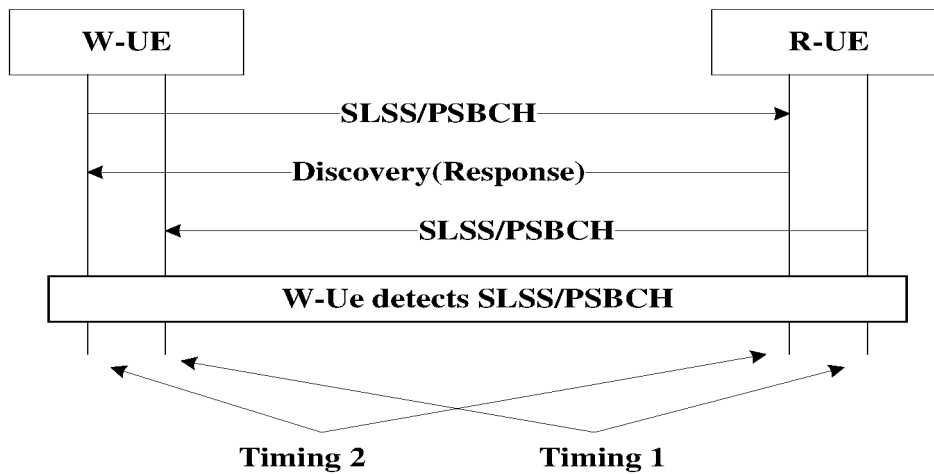 W-UE
R-UE
SLSS/PSBCH
Discovery(Response)
SLSS/PSBCH
W-Ue detects SLSS/PSBCH
Timing 2
Timing 1